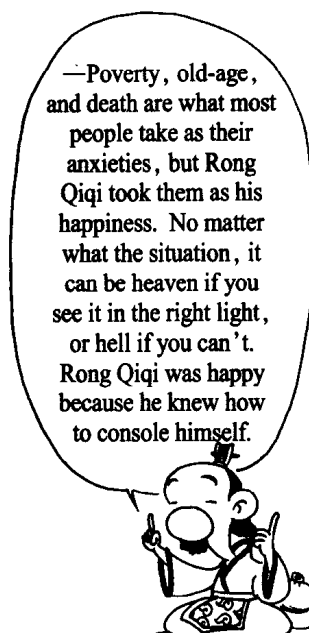 —Poverty, old-age,
and death are what most
people take as their
anxieties, but Rong
Qiqi took them as his
happiness. No matter
what the situation, it
can be heaven if you
see it in the right light,
or hell if you can't.
Rong Qiqi was happy
because he knew how
to console himself.